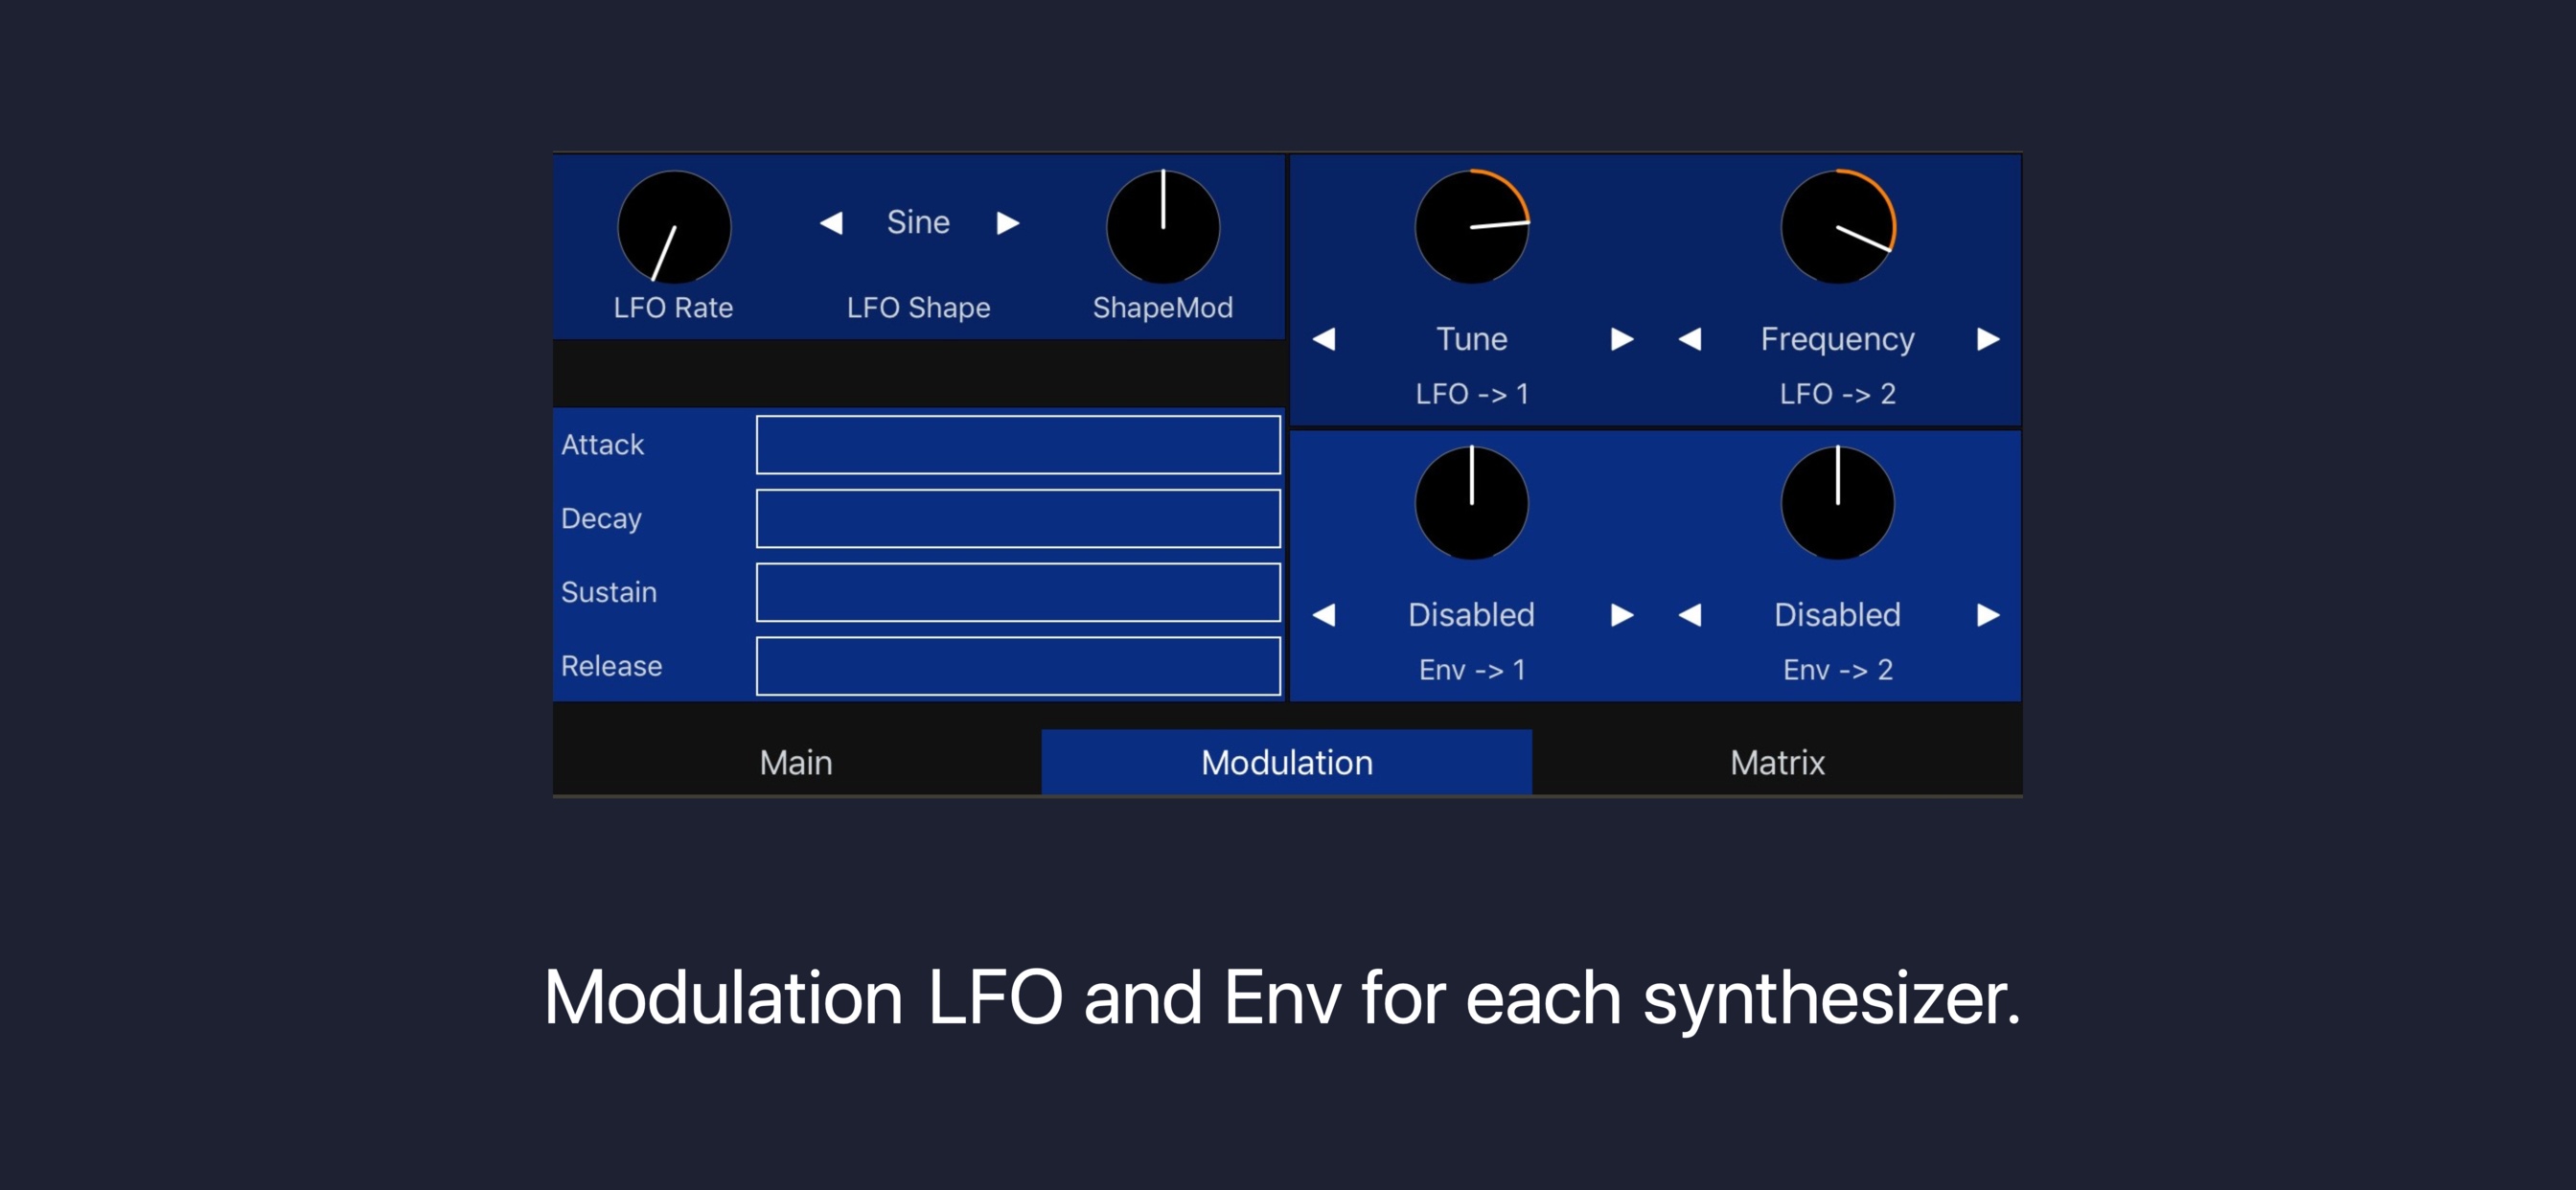 Sine
LFO Rate
LFO Shape
ShapeMod
Tune
Frequency
LFO -> 1
LFO -> 2
Attack
Decay
Sustain
Release
Disabled
Disabled
Env -> 1
Env -> 2
Main
Modulation
Matrix
Modulation LFO and Env for each synthesizer.